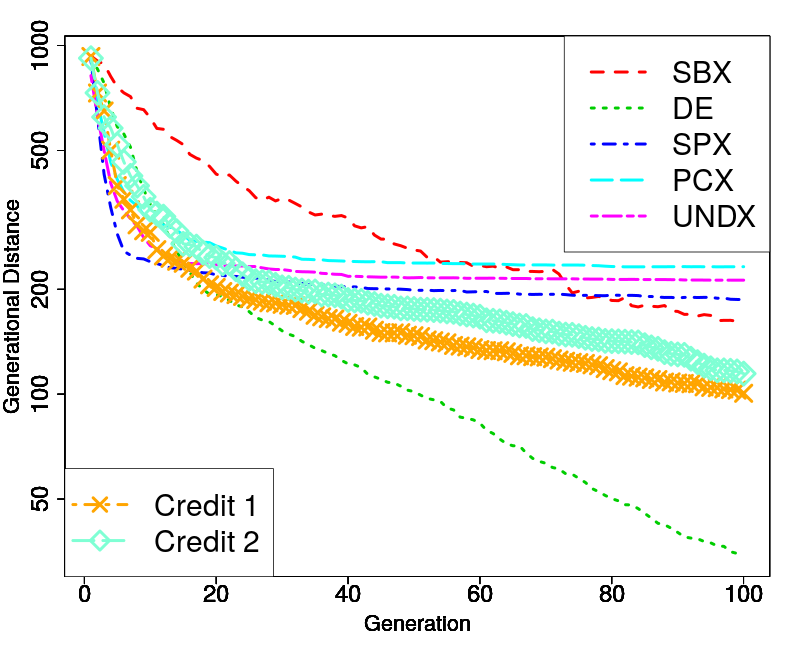 1000
500
200
100
50
Generational Distance
SBX
DE
SPX
PCX
UNDX
Credit 1
Credit 2
0 20 40 60 80 100
Generation